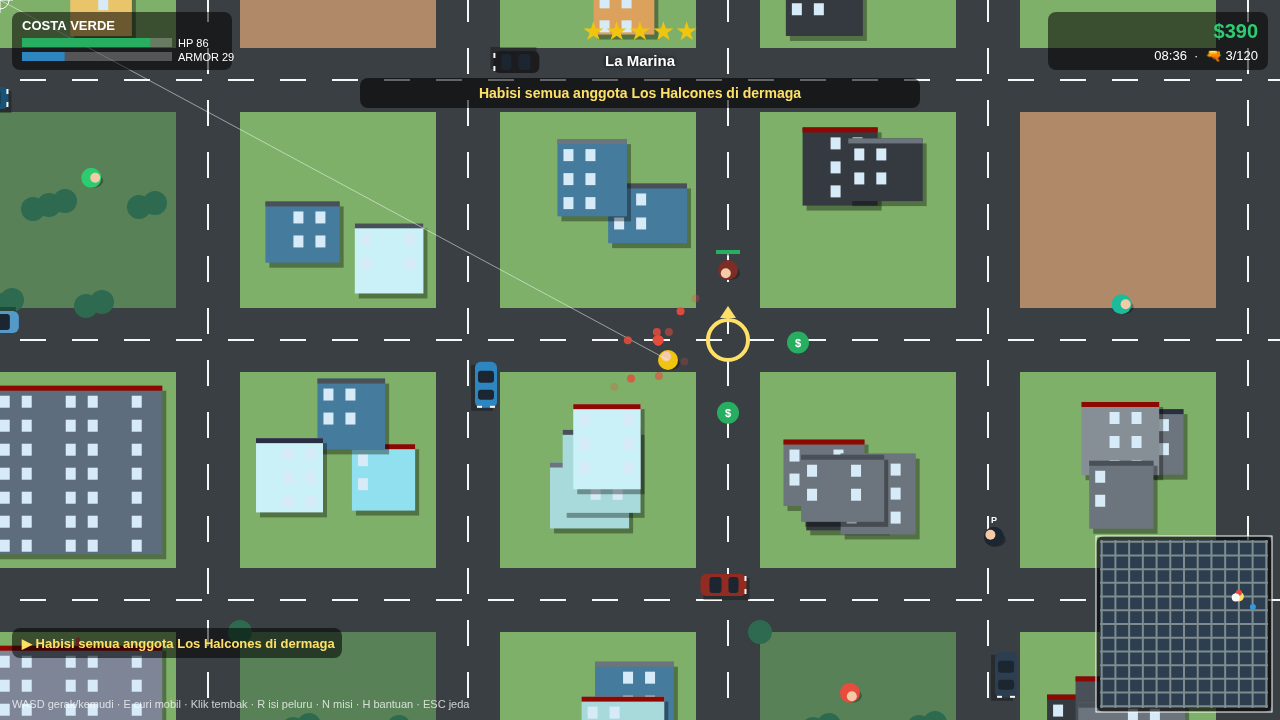 COSTA VERDE
HP 86
ARMOR 29
★★★★★
La Marina
$390
08:36 · 3/120
Habisi semua anggota Los Halcones di dermaga
$
$
P
▶ Habisi semua anggota Los Halcones di dermaga
WASD gerak/kemudi · E curi mobil · Klik tembak · R isi peluru · N misi · H bantuan · ESC jeda